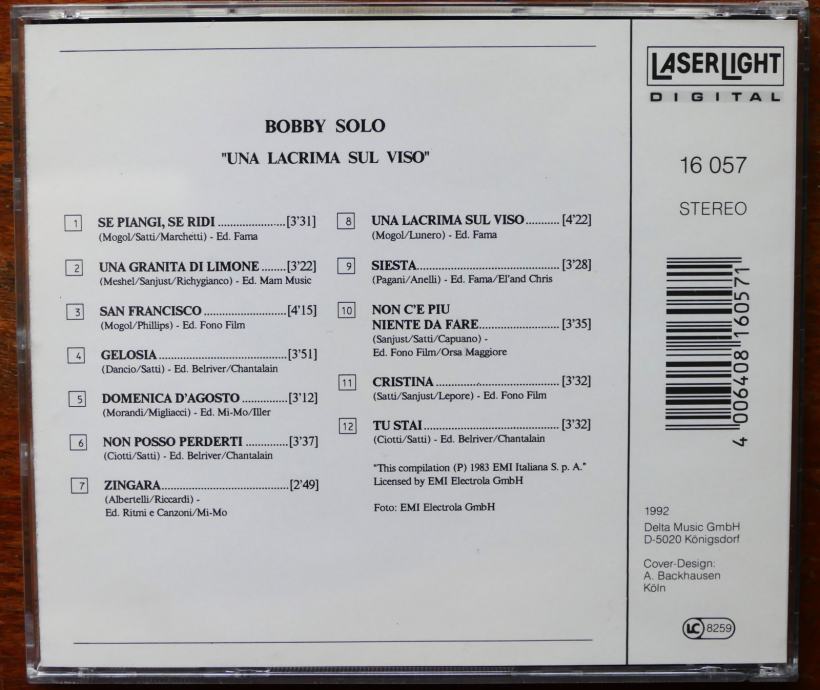 BOBBY SOLO
"UNA LACRIMA SUL VISO"
1 SE PIANGI, SE RIDI ....................[3'31]
(Mogol/Satti/Marchetti) - Ed. Fama
2 UNA GRANITA DI LIMONE .......[3'22]
(Meshel/Sanjust/Richygianco) - Ed. Mam Music
3 SAN FRANCISCO ........................[4'15]
(Mogol/Phillips) - Ed. Fono Film
4 GELOSIA ......................................[3'51]
(Dancio/Satti) - Ed. Belriver/Chantalain
5 DOMENICA D'AGOSTO ..............[3'12]
(Morandi/Migliacci) - Ed. Mi-Mo/Iller
6 NON POSSO PERDERTI ............[3'37]
(Ciotti/Satti) - Ed. Belriver/Chantalain
7 ZINGARA .....................................[2'49]
(Albertelli/Riccardi) -
Ed. Ritmi e Canzoni/Mi-Mo
8 UNA LACRIMA SUL VISO .......... [4'22]
(Mogol/Lunero) - Ed. Fama
9 SIESTA.......................................... [3'28]
(Pagani/Anelli) - Ed. Fama/El'and Chris
10 NON C'E PIU
NIENTE DA FARE........................ [3'35]
(Sanjust/Satti/Capuano) -
Ed. Fono Film/Orsa Maggiore
11 CRISTINA .................................... [3'32]
(Satti/Sanjust/Lepore) - Ed. Fono Film
12 TU STAI ........................................ [3'32]
(Ciotti/Satti) - Ed. Belriver/Chantalain
"This compilation (P) 1983 EMI Italiana S. p. A."
Licensed by EMI Electrola GmbH
Foto: EMI Electrola GmbH
LASERLIGHT
DIGITAL
16 057
STEREO
4 006408 160571
1992
Delta Music GmbH
D-5020 Königsdorf
Cover-Design:
A. Backhausen
Köln
LC 8259